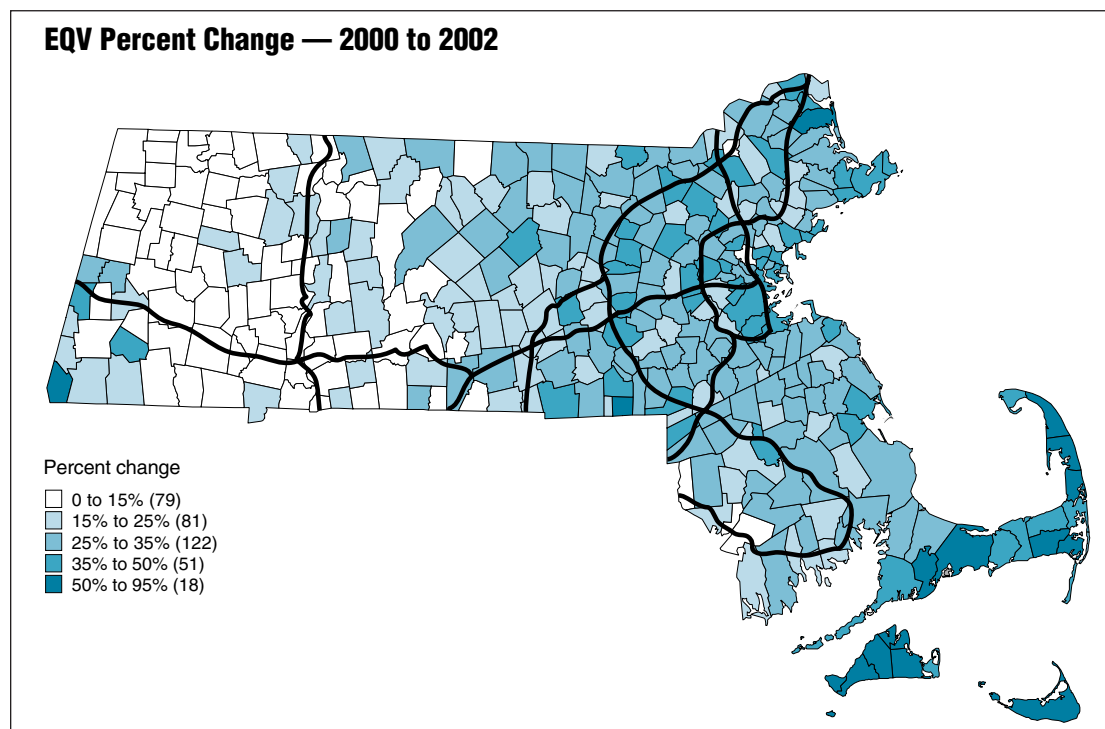 EQV Percent Change — 2000 to 2002
Percent change
0 to 15% (79)
15% to 25% (81)
25% to 35% (122)
35% to 50% (51)
50% to 95% (18)